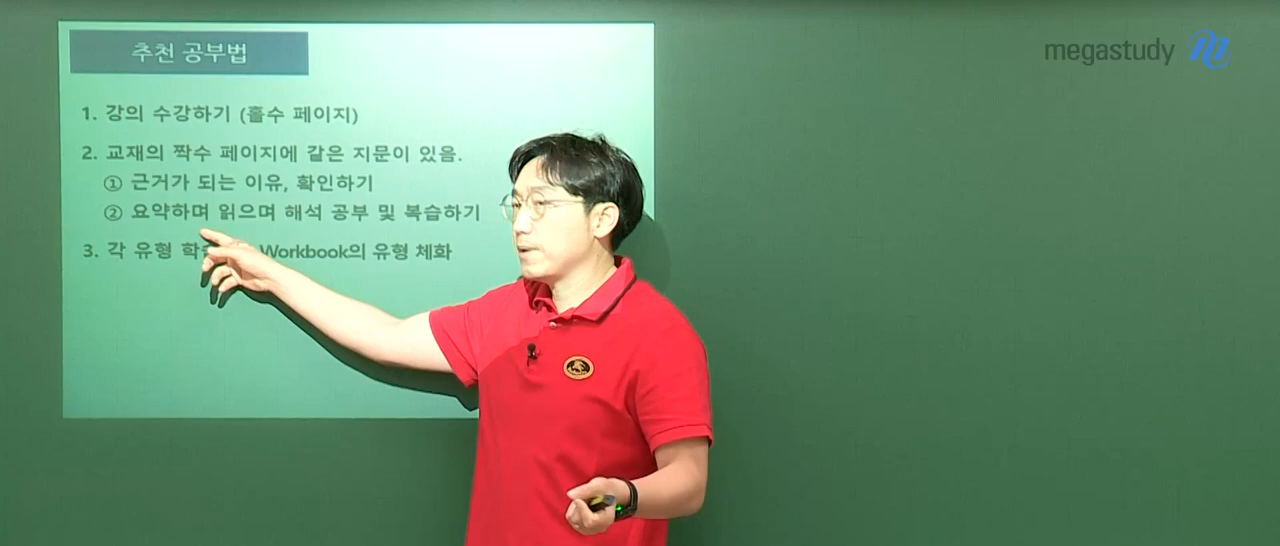 추천 공부법
megastudy
1. 강의 수강하기 (홀수 페이지)
2. 교재의 짝수 페이지에 같은 지문이 있음.
① 근거가 되는 이유, 확인하기
② 요약하며 읽으며 해석 공부 및 복습하기
3. 각 유형 Workbook의 유형 체화